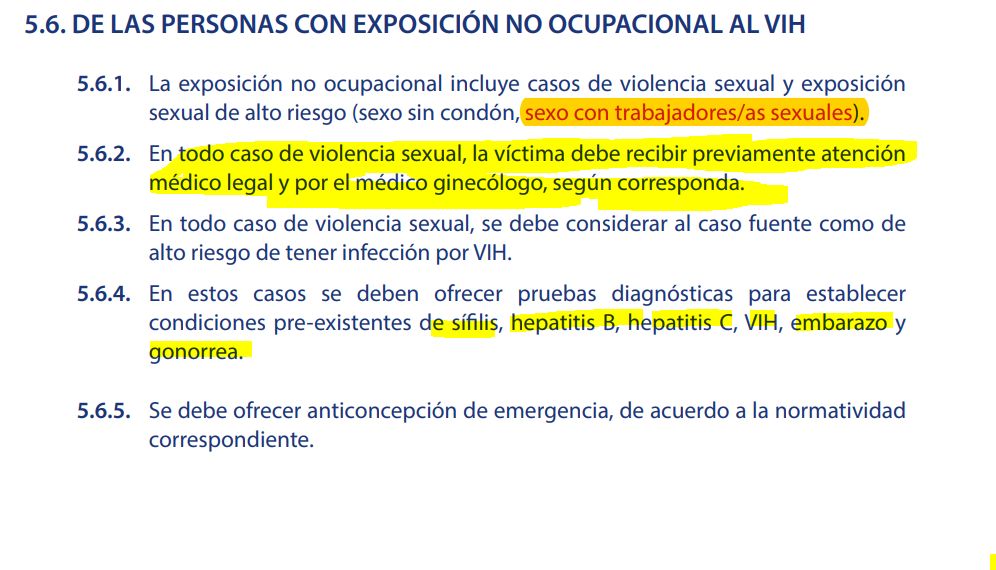 5.6. DE LAS PERSONAS CON EXPOSICIÓN NO OCUPACIONAL AL VIH
5.6.1. La exposición no ocupacional incluye casos de violencia sexual y exposición
sexual de alto riesgo (sexo sin condón, sexo con trabajadores/as sexuales).
5.6.2. En todo caso de violencia sexual, la víctima debe recibir previamente atención
médico legal y por el médico ginecólogo, según corresponda.
5.6.3. En todo caso de violencia sexual, se debe considerar al caso fuente como de
alto riesgo de tener infección por VIH.
5.6.4. En estos casos se deben ofrecer pruebas diagnósticas para establecer
condiciones pre-existentes de sífilis, hepatitis B, hepatitis C, VIH, embarazo y
gonorrea.
5.6.5. Se debe ofrecer anticoncepción de emergencia, de acuerdo a la normatividad
correspondiente.